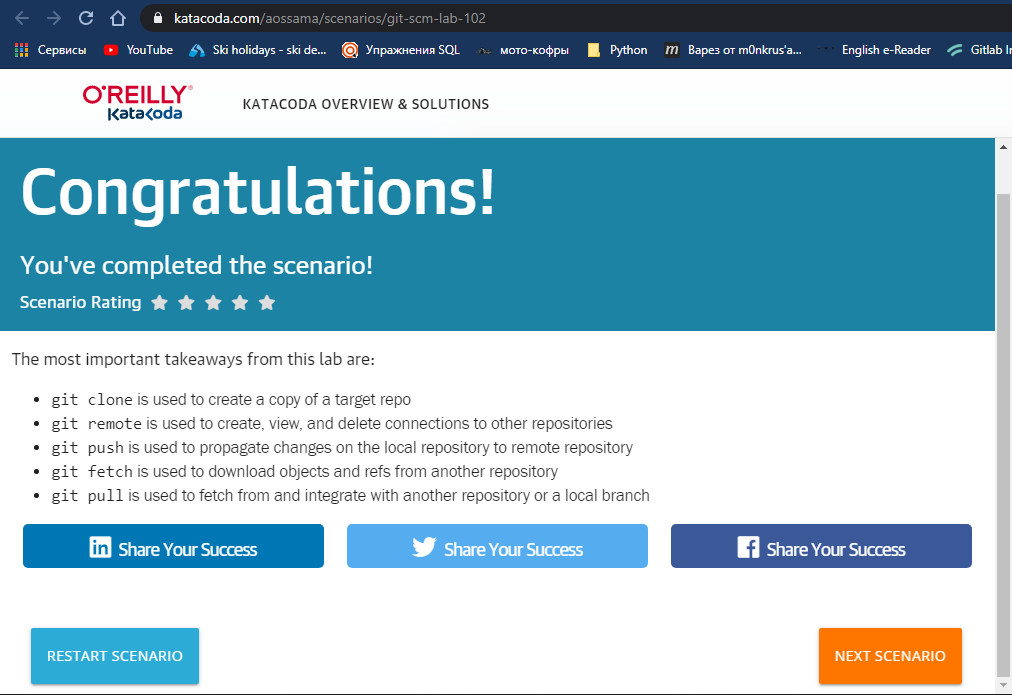 katacoda.com/aossama/scenarios/git-scm-lab-102
Сервисы YouTube Ski holidays - ski de... Упражнения SQL мото-кофры Python m Варез от m0nkrus'a... English e-Reader Gitlab In
O'REILLY®
KataKoda
KATACODA OVERVIEW & SOLUTIONS
Congratulations!
You've completed the scenario!
Scenario Rating
The most important takeaways from this lab are:
• git clone is used to create a copy of a target repo
• git remote is used to create, view, and delete connections to other repositories
• git push is used to propagate changes on the local repository to remote repository
• git fetch is used to download objects and refs from another repository
• git pull is used to fetch from and integrate with another repository or a local branch
in Share Your Success Share Your Success f Share Your Success
RESTART SCENARIO NEXT SCENARIO